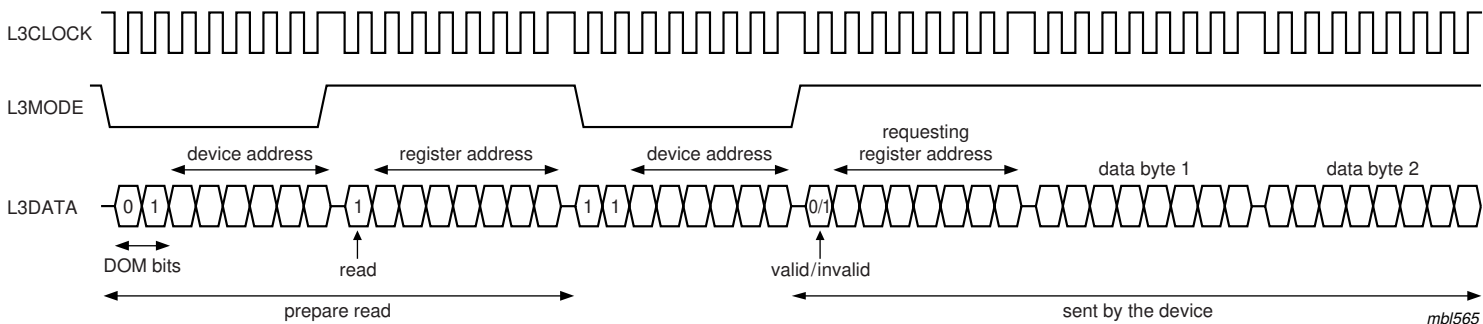 L3CLOCK
L3MODE
requesting
device address register address device address register address
data byte 1 data byte 2
L3DATA 0 1 1 1 1 0/1
DOM bits read valid/invalid
prepare read sent by the device
mbl565